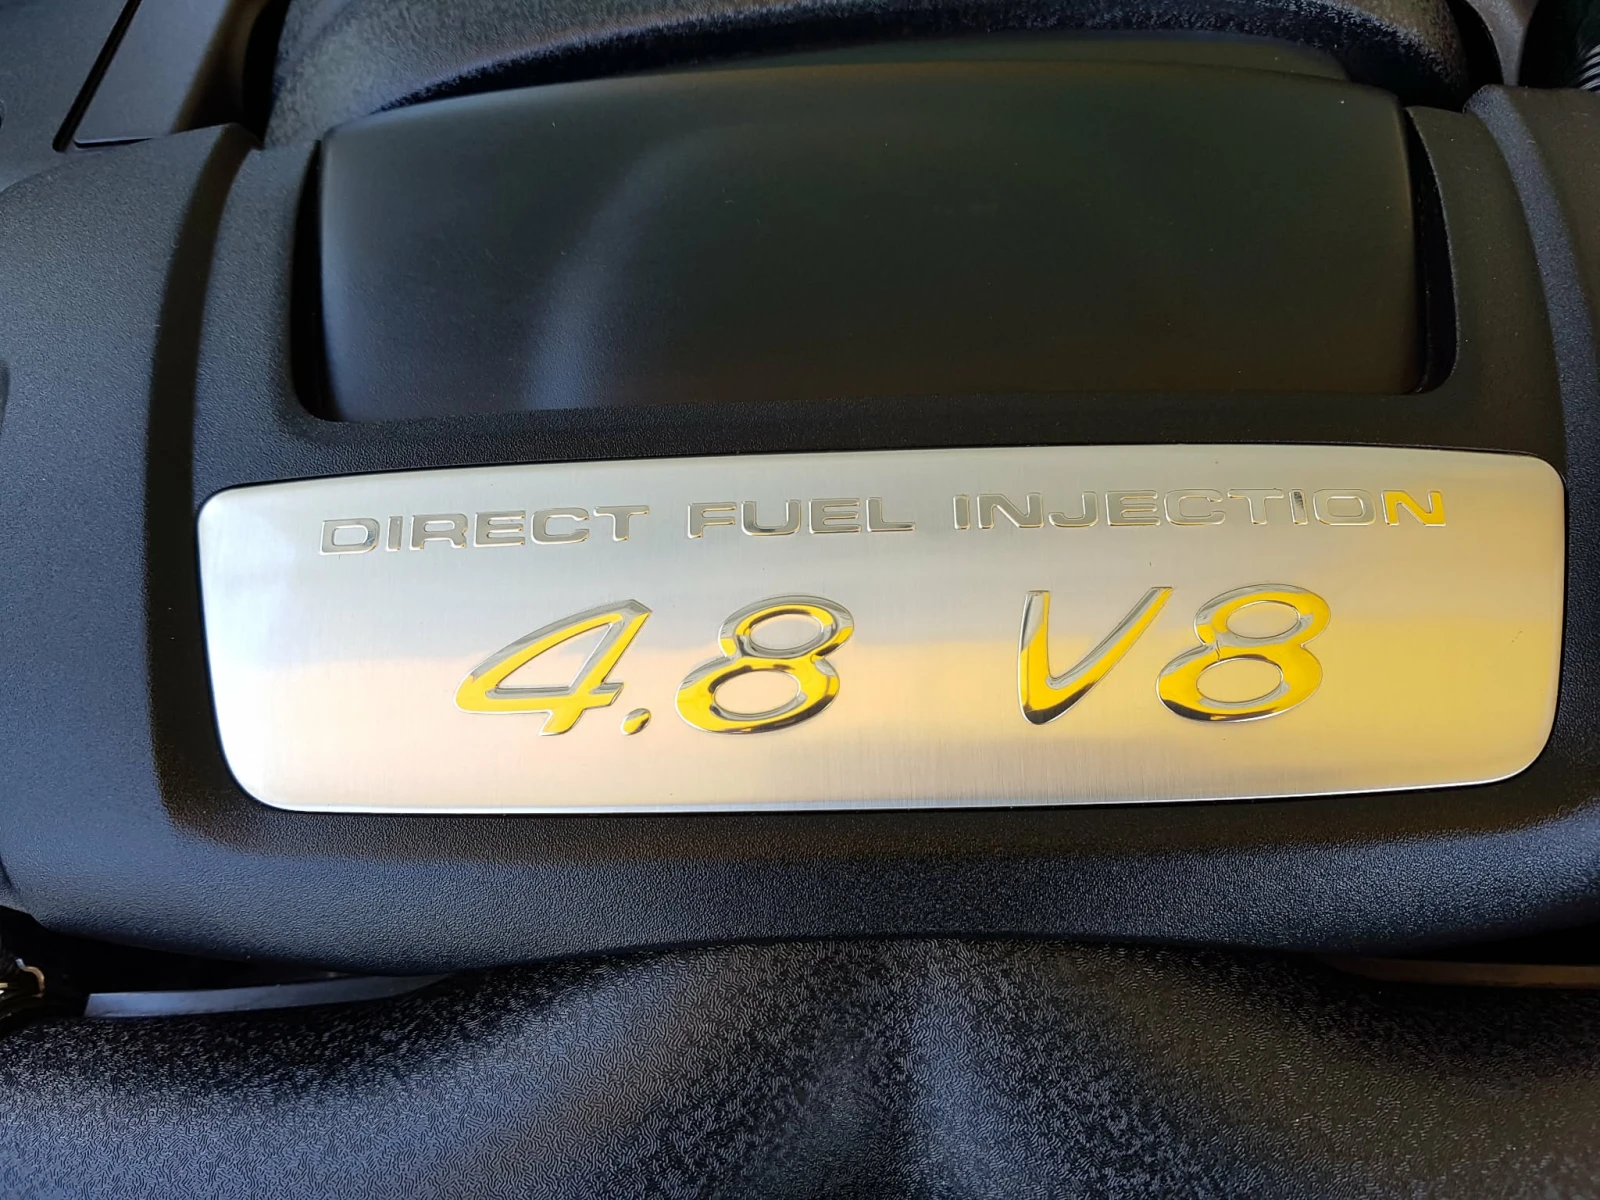 DIRECT FUEL INJECTION
4.8 V8